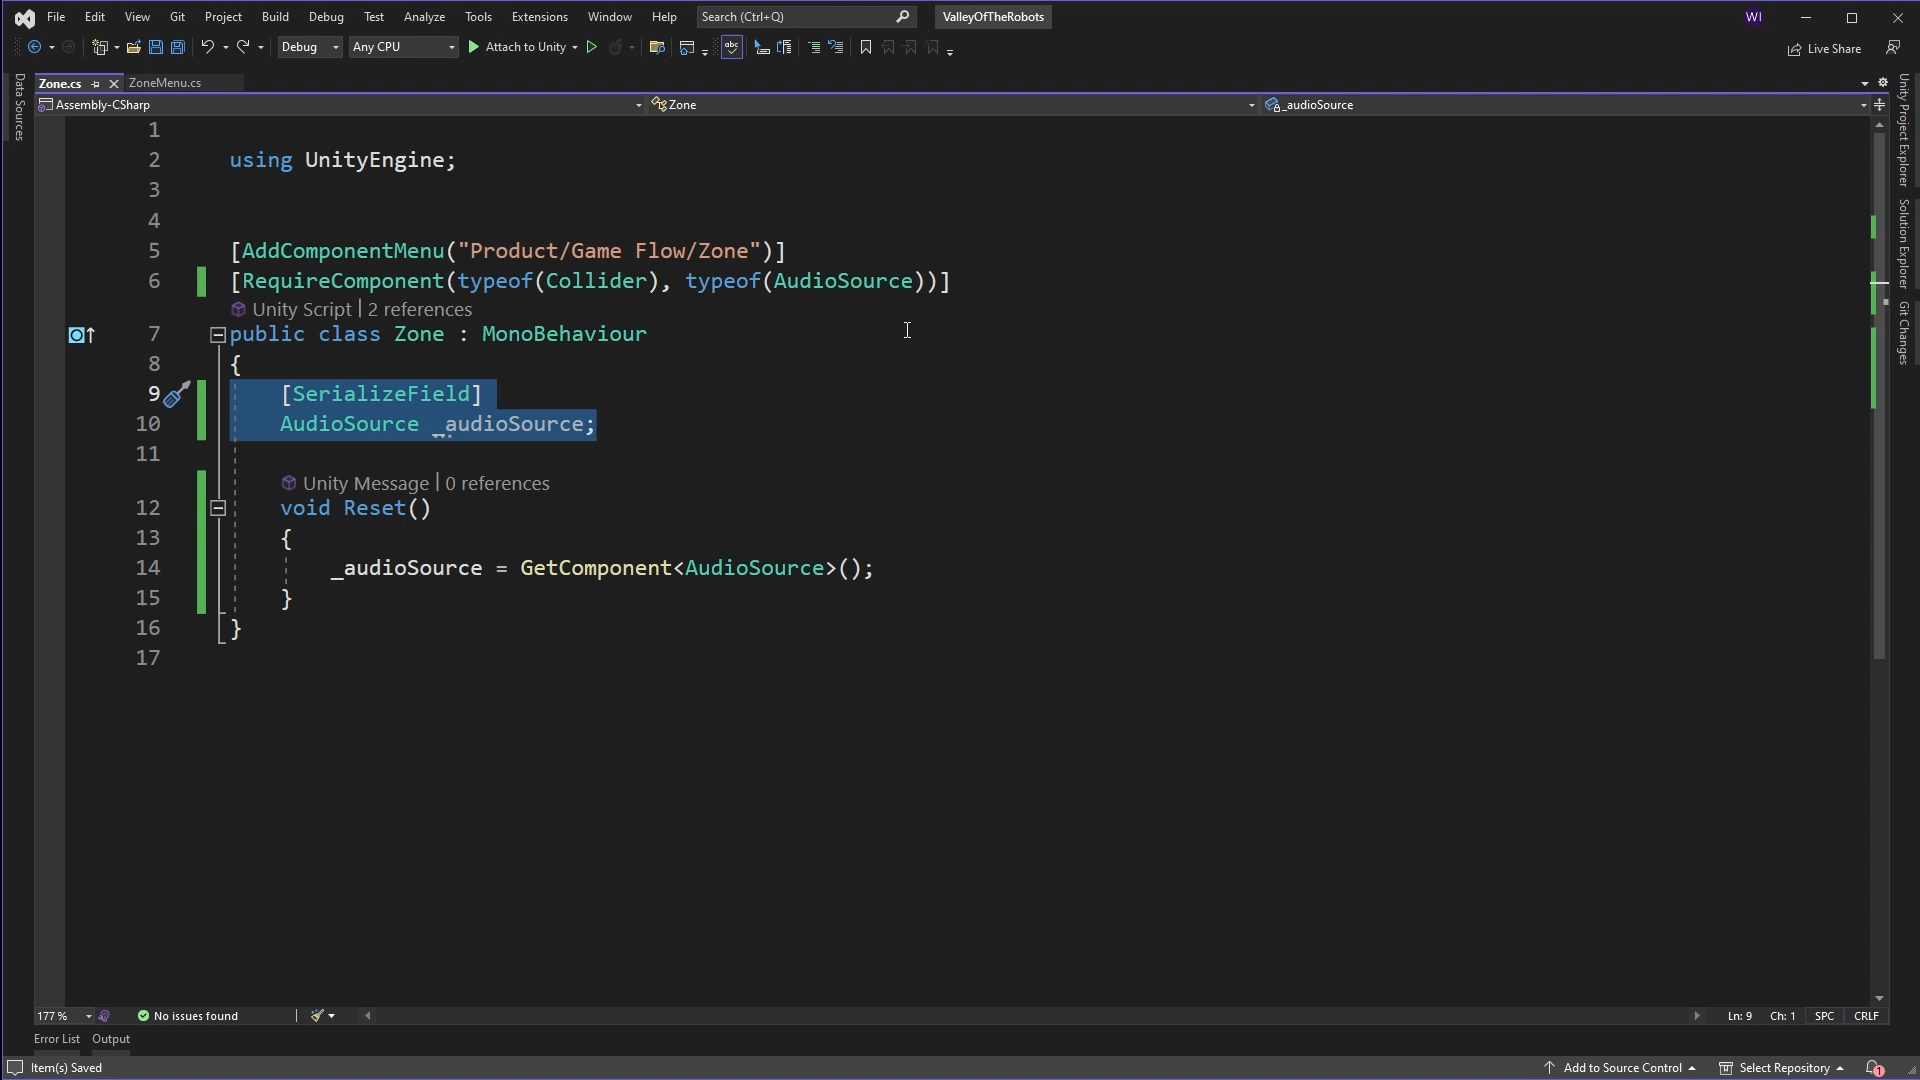 File Edit View Git Project Build Debug Test Analyze Tools Extensions Window Help Search (Ctrl+Q) ValleyOfTheRobots WI
Debug Any CPU Attach to Unity Live Share
Zone.cs ZoneMenu.cs
Assembly-CSharp Zone _audioSource
Data Sources
Unity Project Explorer
Solution Explorer
Git Changes
1
2 using UnityEngine;
3
4
5 [AddComponentMenu("Product/Game Flow/Zone")]
6 [RequireComponent(typeof(Collider), typeof(AudioSource))]
Unity Script | 2 references
7 public class Zone : MonoBehaviour
8 {
9 [SerializeField]
10 AudioSource _audioSource;
11
Unity Message | 0 references
12 void Reset()
13 {
14 _audioSource = GetComponent<AudioSource>();
15 }
16 }
17
177 % No issues found Ln: 9 Ch: 1 SPC CRLF
Error List Output
Item(s) Saved Add to Source Control Select Repository 1